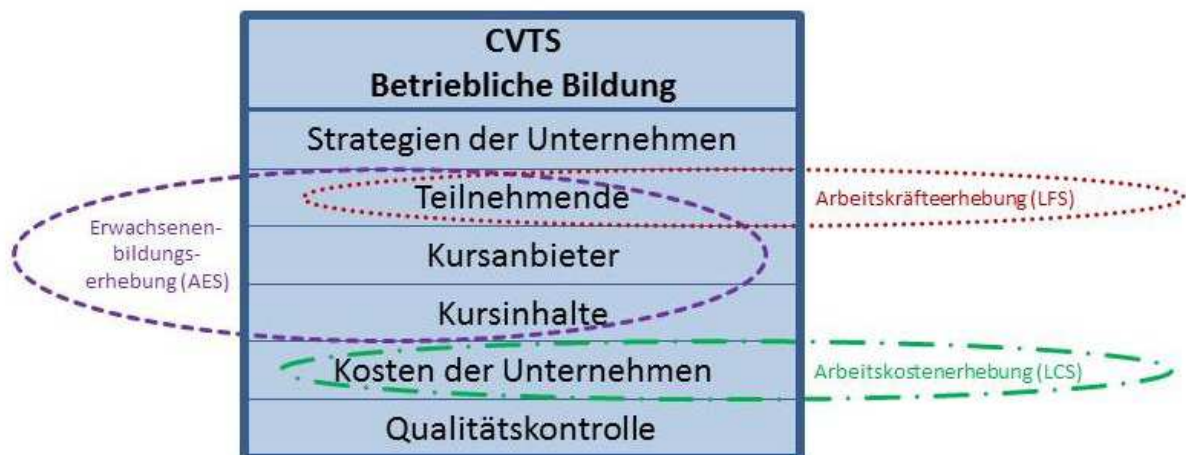 CVTS
Betriebliche Bildung
Strategien der Unternehmen
Teilnehmende
Arbeitskräfteerhebung (LFS)
Erwachsenen-
bildungs-
erhebung (AES)
Kursanbieter
Kursinhalte
Kosten der Unternehmen
Arbeitskostenerhebung (LCS)
Qualitätskontrolle